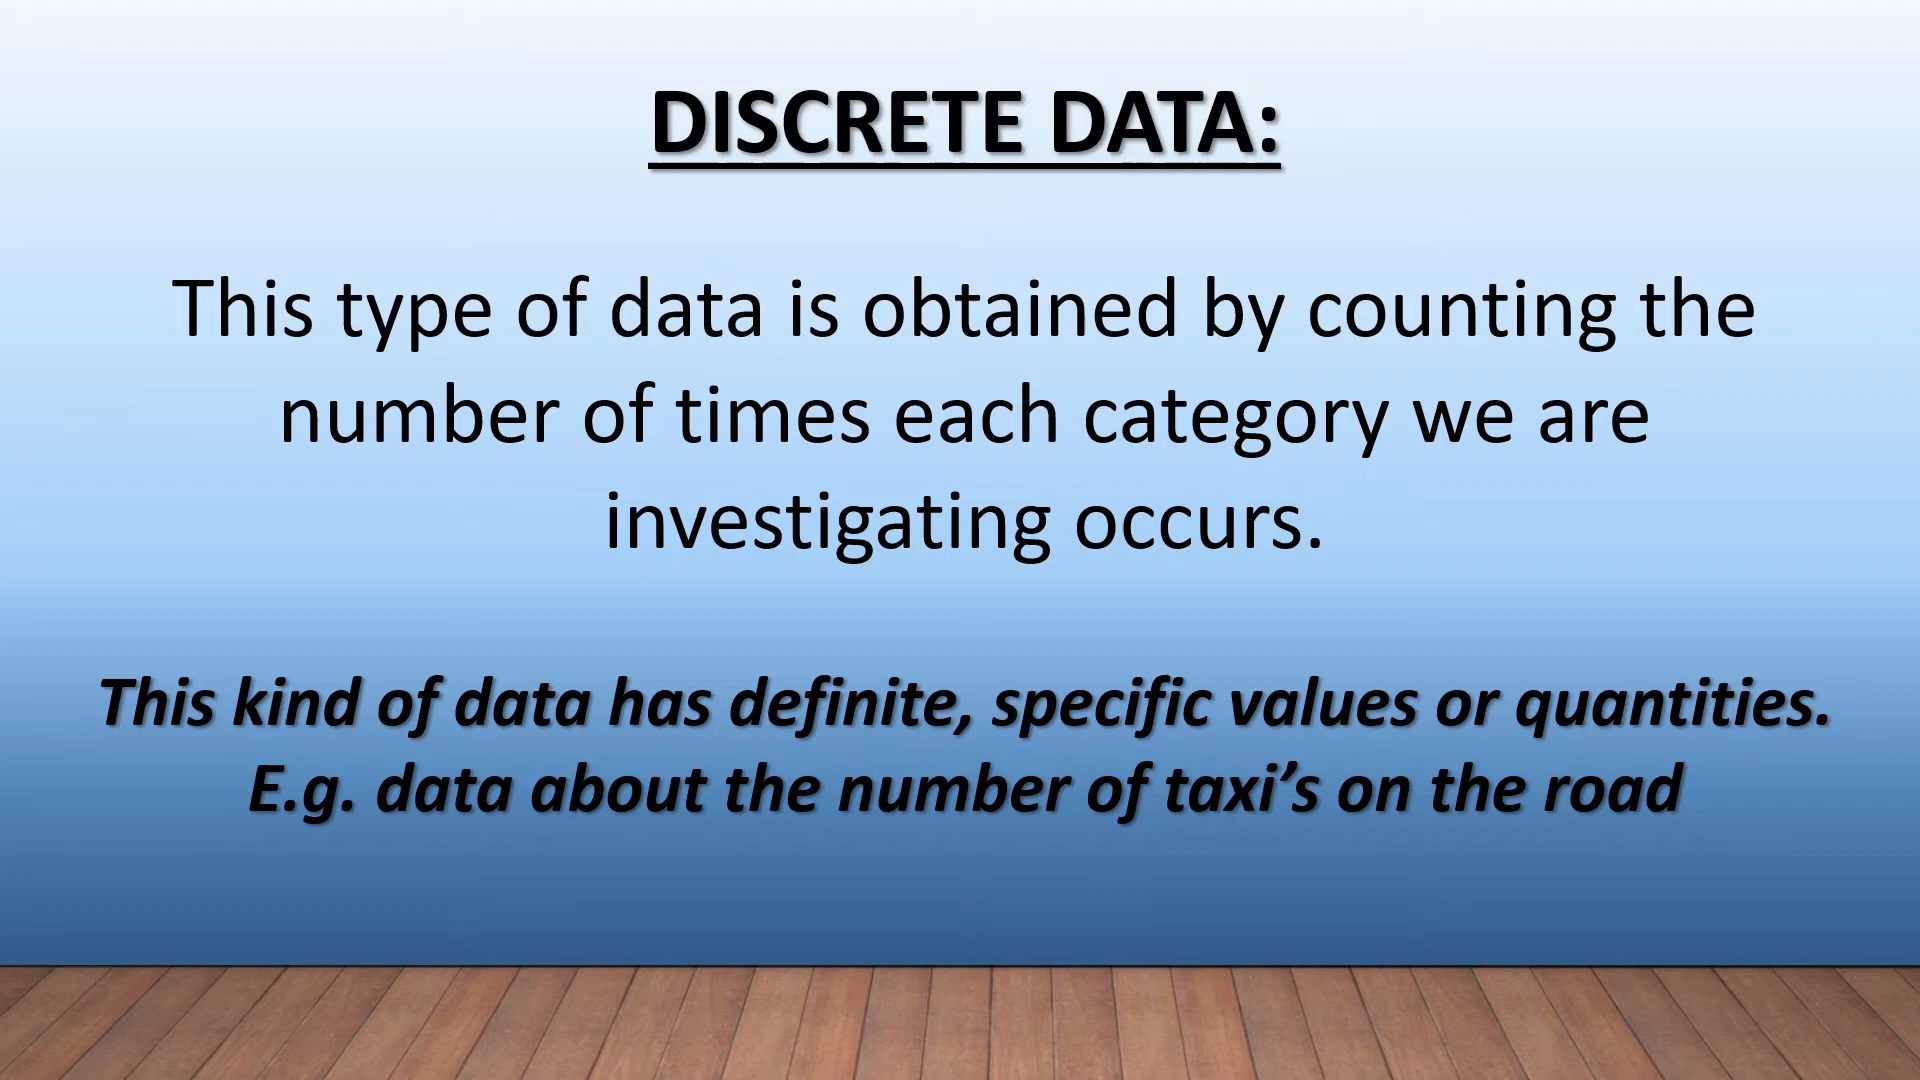 DISCRETE DATA:
This type of data is obtained by counting the
number of times each category we are
investigating occurs.
This kind of data has definite, specific values or quantities.
E.g. data about the number of taxi’s on the road